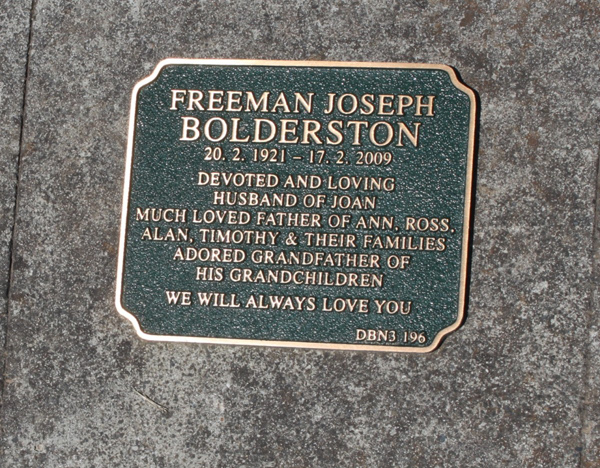 FREEMAN JOSEPH
BOLDERSTON
20. 2. 1921 – 17. 2. 2009
DEVOTED AND LOVING
HUSBAND OF JOAN
MUCH LOVED FATHER OF ANN, ROSS,
ALAN, TIMOTHY & THEIR FAMILIES
ADORED GRANDFATHER OF
HIS GRANDCHILDREN
WE WILL ALWAYS LOVE YOU
DBN3 196